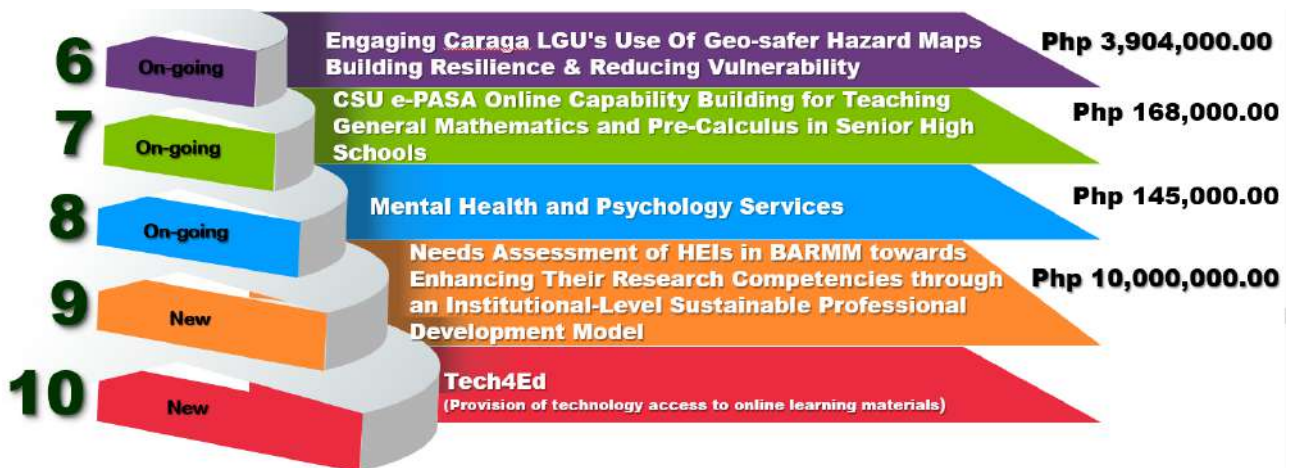 6
On-going
Engaging Caraga LGU's Use Of Geo-safer Hazard Maps
Building Resilience & Reducing Vulnerability
Php 3,904,000.00
7
On-going
CSU e-PASA Online Capability Building for Teaching
General Mathematics and Pre-Calculus in Senior High
Schools
Php 168,000.00
8
On-going
Mental Health and Psychology Services
Php 145,000.00
9
New
Needs Assessment of HEIs in BARMM towards
Enhancing Their Research Competencies through
an Institutional-Level Sustainable Professional
Development Model
Php 10,000,000.00
10
New
Tech4Ed
(Provision of technology access to online learning materials)